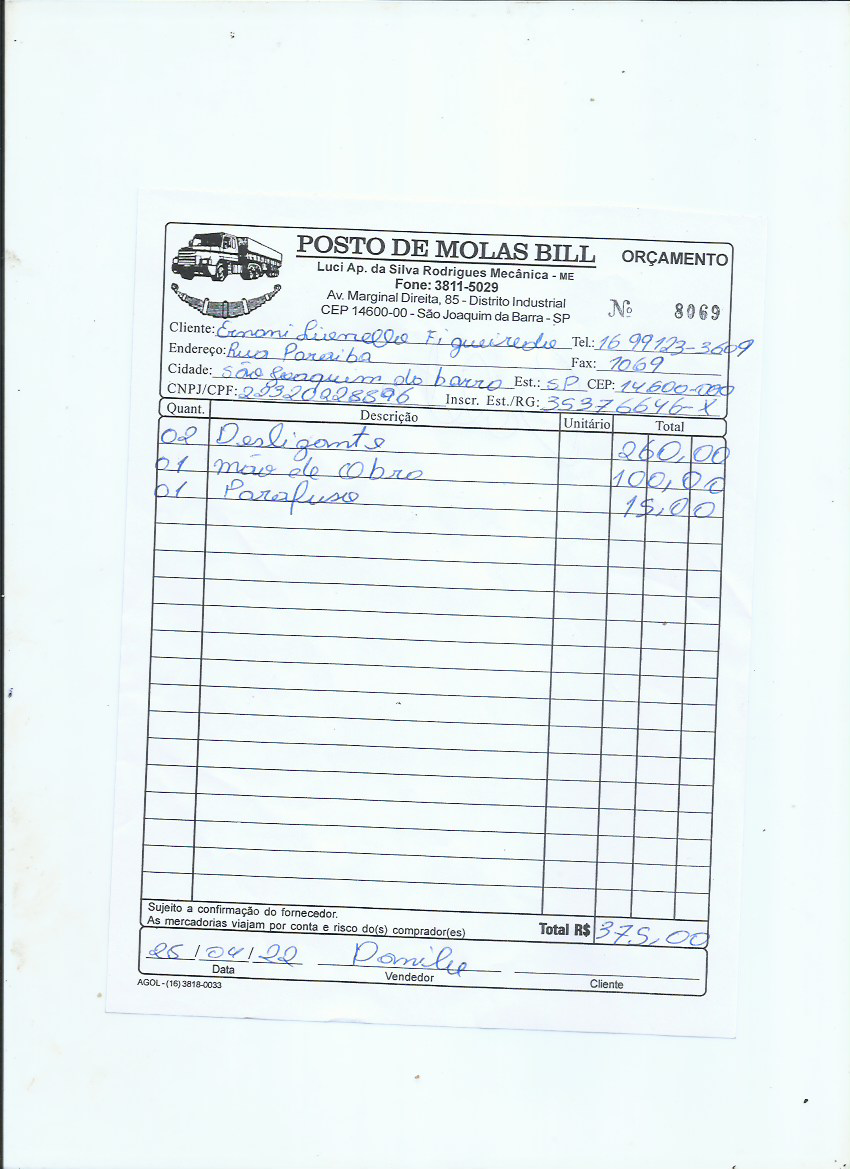 POSTO DE MOLAS BILL ORÇAMENTO
Luci Ap. da Silva Rodrigues Mecânica - ME
Fone: 3811-5029
Av. Marginal Direita, 85 - Distrito Industrial
CEP 14600-00 - São Joaquim da Barra - SP
Nº 8069
Cliente: Ernani Lionello Figueiredo Tel.: 16 99123-3609
Endereço: Rua Paraiba Fax: 1069
Cidade: São Joaquim do barra Est.: SP CEP: 14600-000
CNPJ/CPF: 22320228896 Inscr. Est./RG: 35376646-X
Quant. Descrição Unitário Total
02 Desligante 260,00
01 mão de Obra 100,00
01 Parafuso 15,00
Sujeito a confirmação do fornecedor.
As mercadorias viajam por conta e risco do(s) comprador(es) Total R$ 375,00
25/04/22
Data Vendedor Cliente
AGOL - (16) 3818-0033